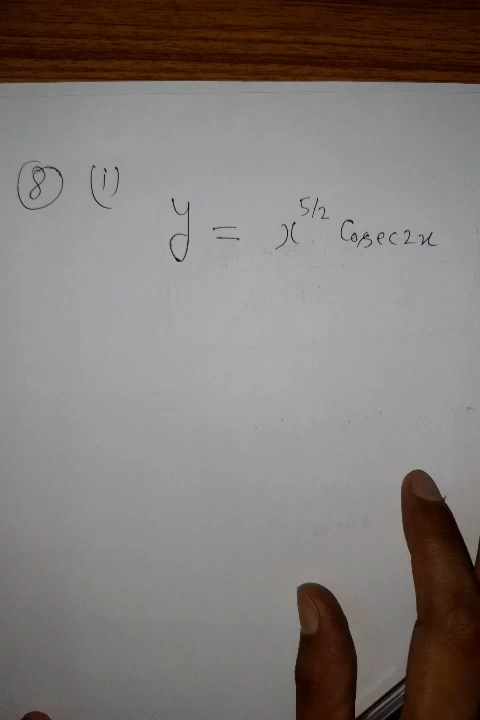 8 (i)
y = x^5/2 Cosec2x